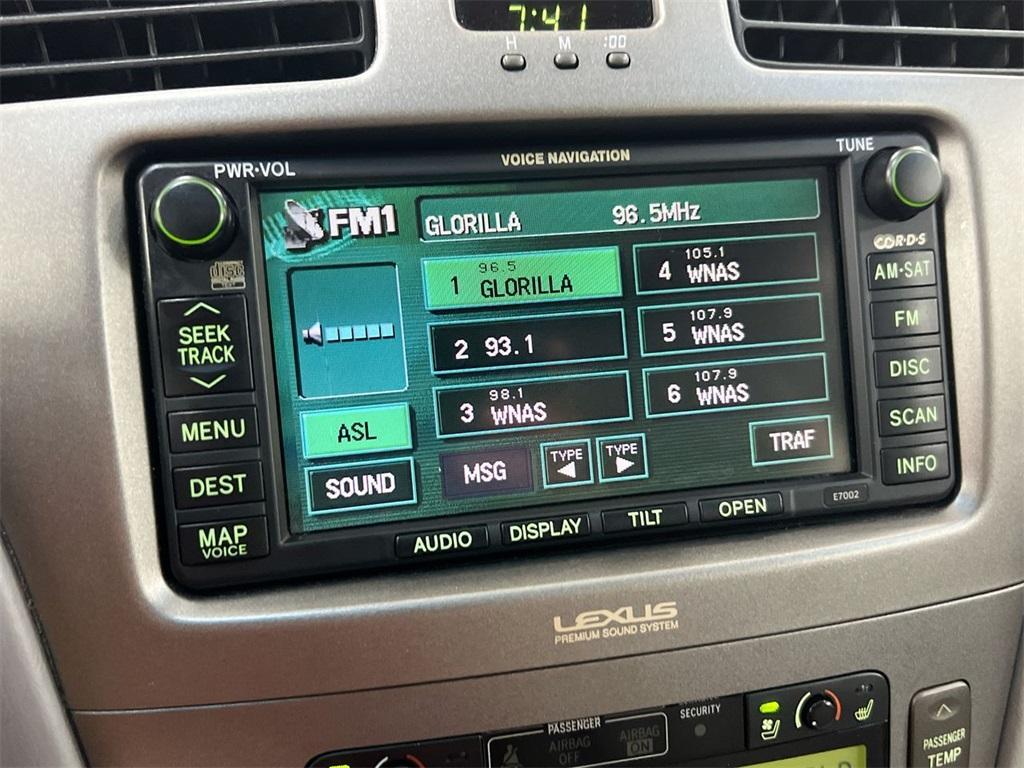 7:41
H M :00
PWR·VOL
VOICE NAVIGATION
TUNE
FM1
GLORILLA 96.5MHz
disc
TEXT
SEEK
TRACK
MENU
DEST
MAP
VOICE
1 96.5 GLORILLA
2 93.1
3 98.1 WNAS
4 105.1 WNAS
5 107.9 WNAS
6 107.9 WNAS
ASL
SOUND
MSG
TYPE
TYPE
TRAF
AM·SAT
FM
DISC
SCAN
INFO
AUDIO
DISPLAY
TILT
OPEN
E7002
LEXUS
PREMIUM SOUND SYSTEM
PASSENGER
AIRBAG
OFF
AIRBAG
ON
SECURITY
PASSENGER
TEMP